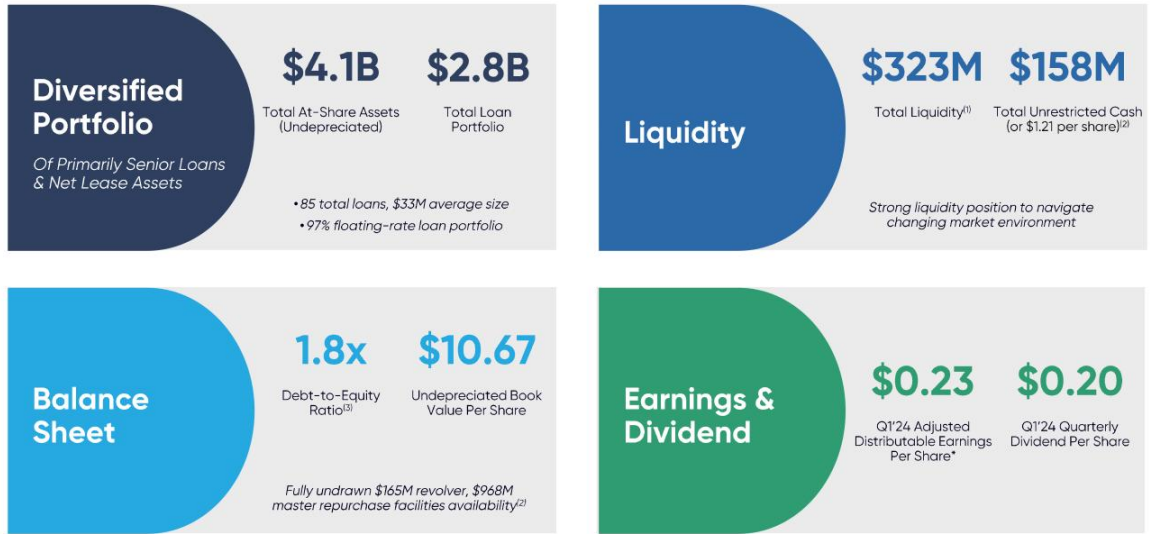 Diversified
Portfolio
Of Primarily Senior Loans
& Net Lease Assets
$4.1B
Total At-Share Assets
(Undepreciated)
$2.8B
Total Loan
Portfolio
•85 total loans, $33M average size
•97% floating-rate loan portfolio
Liquidity
$323M
Total Liquidity(1)
$158M
Total Unrestricted Cash
(or $1.21 per share)(2)
Strong liquidity position to navigate
changing market environment
Balance
Sheet
1.8x
Debt-to-Equity
Ratio(3)
$10.67
Undepreciated Book
Value Per Share
Fully undrawn $165M revolver, $968M
master repurchase facilities availability(2)
Earnings &
Dividend
$0.23
Q1'24 Adjusted
Distributable Earnings
Per Share*
$0.20
Q1'24 Quarterly
Dividend Per Share